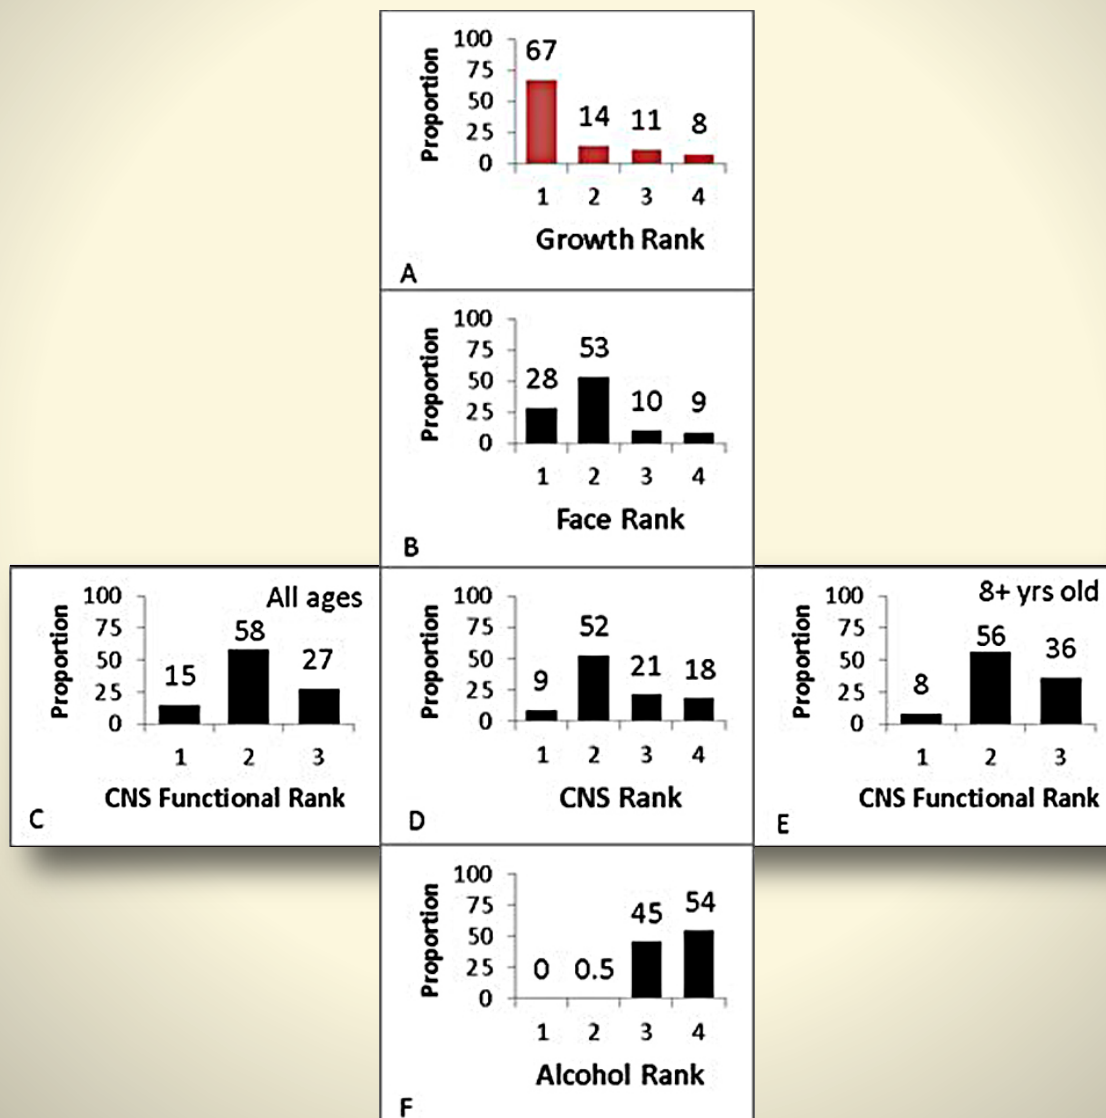 Proportion
100
75
50
25
0
67
14
11
8
1 2 3 4
Growth Rank
A
Proportion
100
75
50
25
0
28
53
10
9
1 2 3 4
Face Rank
B
All ages
Proportion
100
75
50
25
0
15
58
27
1 2 3
CNS Functional Rank
C
Proportion
100
75
50
25
0
9
52
21
18
1 2 3 4
CNS Rank
D
8+ yrs old
Proportion
100
75
50
25
0
8
56
36
1 2 3
CNS Functional Rank
E
Proportion
100
75
50
25
0
0
0.5
45
54
1 2 3 4
Alcohol Rank
F